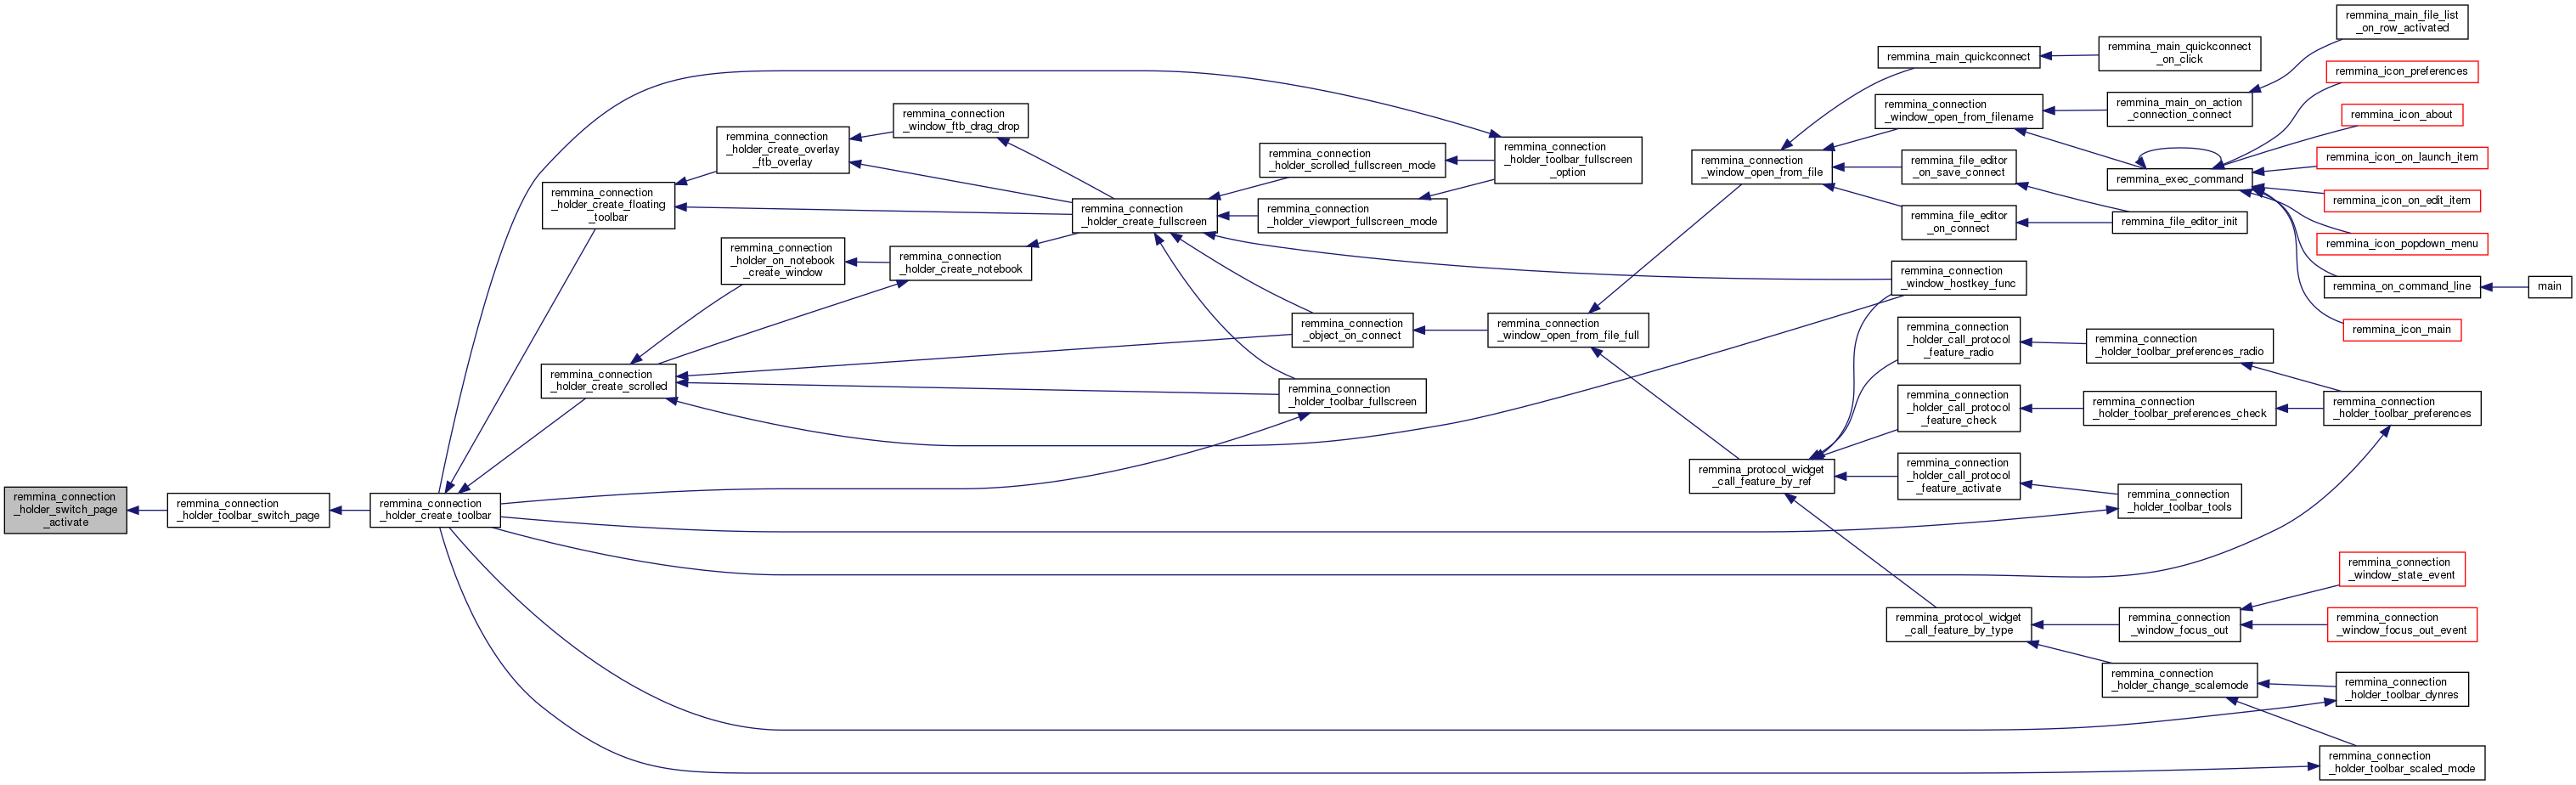 remmina_connection
_holder_switch_page
_activate
remmina_connection
_holder_toolbar_switch_page
remmina_connection
_holder_create_toolbar
remmina_connection
_holder_create_floating
_toolbar
remmina_connection
_holder_create_scrolled
remmina_connection
_holder_create_overlay
_ftb_overlay
remmina_connection
_holder_on_notebook
_create_window
remmina_connection
_window_ftb_drag_drop
remmina_connection
_holder_create_notebook
remmina_connection
_holder_create_fullscreen
remmina_connection
_holder_scrolled_fullscreen_mode
remmina_connection
_holder_viewport_fullscreen_mode
remmina_connection
_object_on_connect
remmina_connection
_holder_toolbar_fullscreen
remmina_connection
_holder_toolbar_fullscreen
_option
remmina_connection
_window_open_from_file_full
remmina_connection
_window_open_from_file
remmina_protocol_widget
_call_feature_by_ref
remmina_main_quickconnect
remmina_connection
_window_open_from_filename
remmina_file_editor
_on_save_connect
remmina_file_editor
_on_connect
remmina_connection
_window_hostkey_func
remmina_connection
_holder_call_protocol
_feature_radio
remmina_connection
_holder_call_protocol
_feature_check
remmina_connection
_holder_call_protocol
_feature_activate
remmina_protocol_widget
_call_feature_by_type
remmina_main_quickconnect
_on_click
remmina_main_on_action
_connection_connect
remmina_exec_command
remmina_file_editor_init
remmina_connection
_holder_toolbar_preferences_radio
remmina_connection
_holder_toolbar_preferences_check
remmina_connection
_holder_toolbar_tools
remmina_connection
_window_focus_out
remmina_connection
_holder_change_scalemode
remmina_main_file_list
_on_row_activated
remmina_icon_preferences
remmina_icon_about
remmina_icon_on_launch_item
remmina_icon_on_edit_item
remmina_icon_popdown_menu
remmina_on_command_line
main
remmina_icon_main
remmina_connection
_holder_toolbar_preferences
remmina_connection
_window_state_event
remmina_connection
_window_focus_out_event
remmina_connection
_holder_toolbar_dynres
remmina_connection
_holder_toolbar_scaled_mode